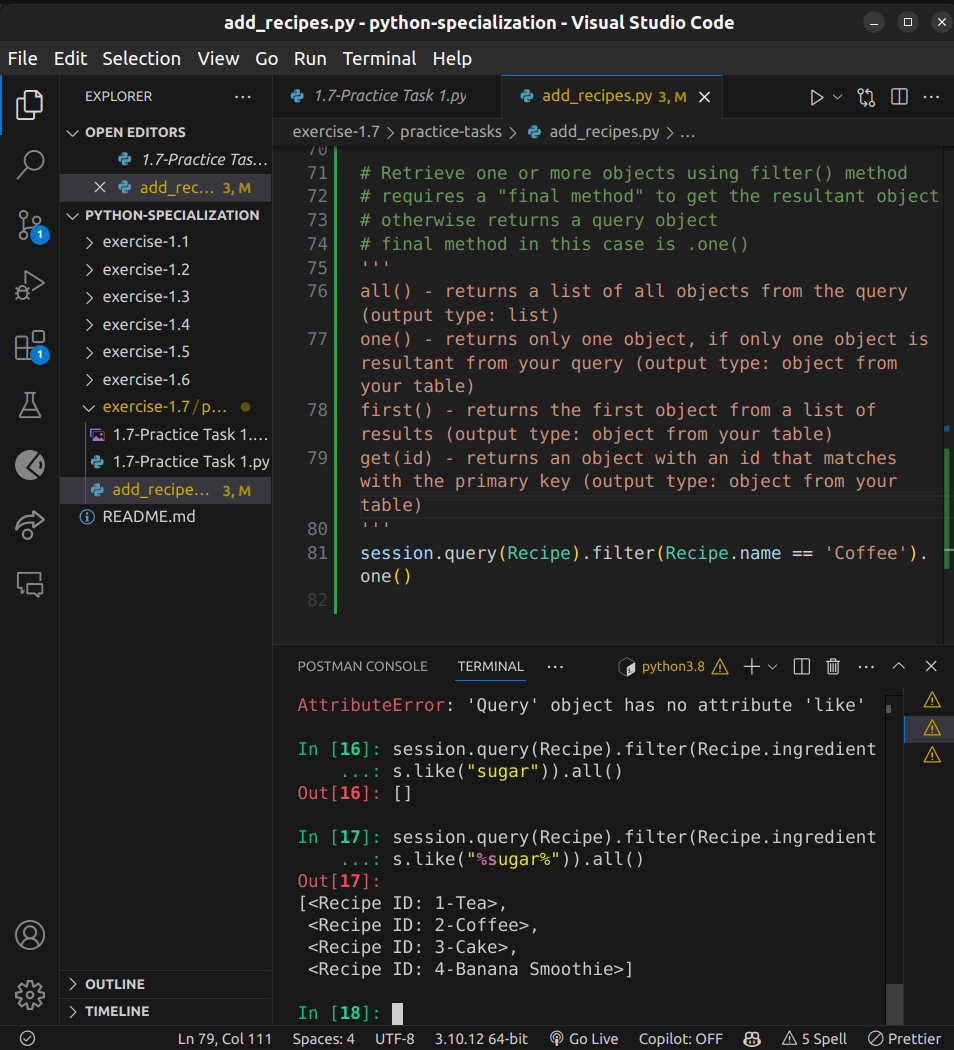 add_recipes.py - python-specialization - Visual Studio Code
File Edit Selection View Go Run Terminal Help
EXPLORER
OPEN EDITORS
1.7-Practice Tas...
add_rec... 3, M
PYTHON-SPECIALIZATION
exercise-1.1
exercise-1.2
exercise-1.3
exercise-1.4
exercise-1.5
exercise-1.6
exercise-1.7/p...
1.7-Practice Task 1....
1.7-Practice Task 1.py
add_recipe... 3, M
README.md
OUTLINE
TIMELINE
1
1
1.7-Practice Task 1.py
add_recipes.py 3, M
exercise-1.7 > practice-tasks > add_recipes.py > ...
70
71 # Retrieve one or more objects using filter() method
72 # requires a "final method" to get the resultant object
73 # otherwise returns a query object
74 # final method in this case is .one()
75 '''
76 all() - returns a list of all objects from the query
(output type: list)
77 one() - returns only one object, if only one object is
resultant from your query (output type: object from
your table)
78 first() - returns the first object from a list of
results (output type: object from your table)
79 get(id) - returns an object with an id that matches
with the primary key (output type: object from your
table)
80 '''
81 session.query(Recipe).filter(Recipe.name == 'Coffee').
one()
82
POSTMAN CONSOLE TERMINAL ... python3.8
AttributeError: 'Query' object has no attribute 'like'
In [16]: session.query(Recipe).filter(Recipe.ingredient
...: s.like("sugar")).all()
Out[16]: []
In [17]: session.query(Recipe).filter(Recipe.ingredient
...: s.like("%sugar%")).all()
Out[17]:
[<Recipe ID: 1-Tea>,
<Recipe ID: 2-Coffee>,
<Recipe ID: 3-Cake>,
<Recipe ID: 4-Banana Smoothie>]
In [18]:
Ln 79, Col 111 Spaces: 4 UTF-8 3.10.12 64-bit Go Live Copilot: OFF 5 Spell Prettier